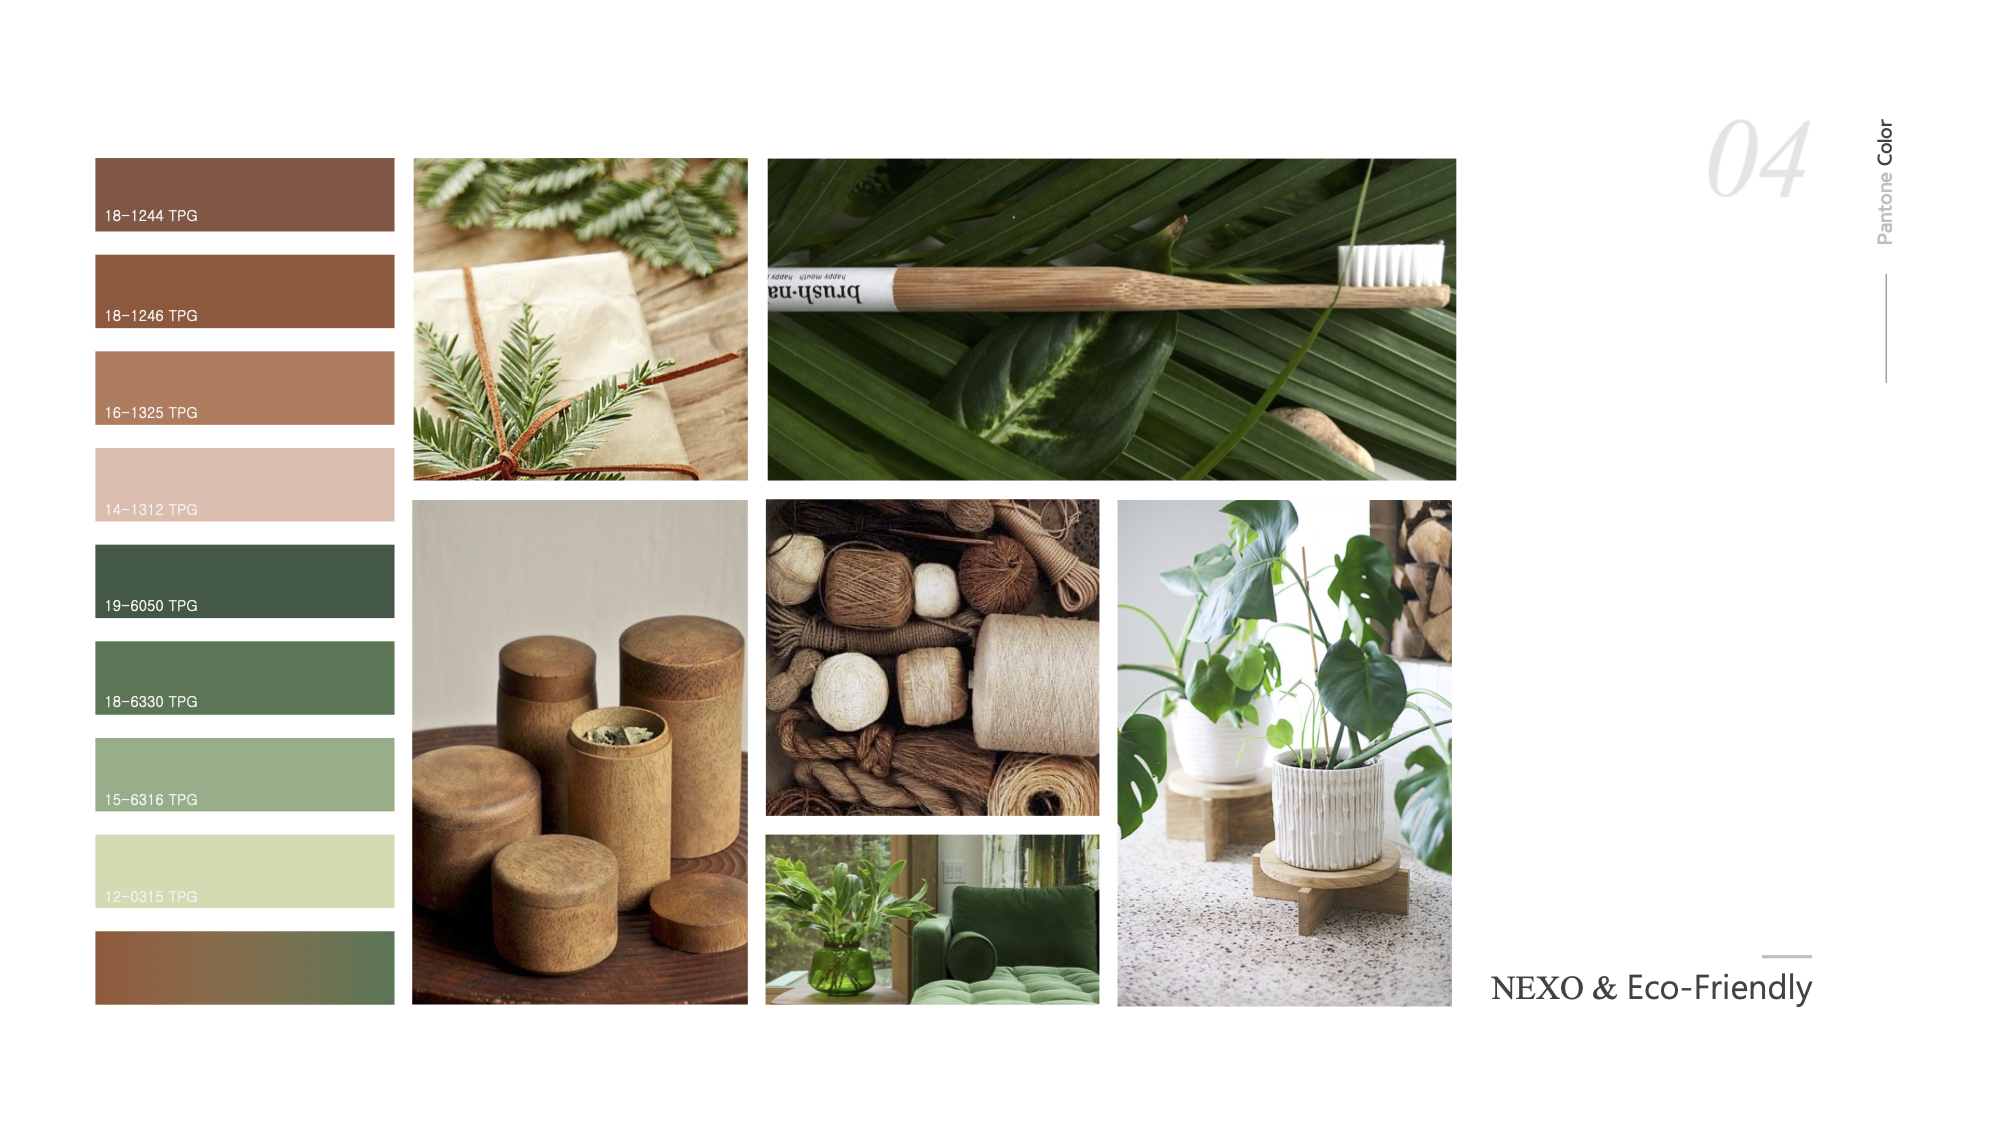 04
Pantone Color
18-1244 TPG
18-1246 TPG
16-1325 TPG
14-1312 TPG
19-6050 TPG
18-6330 TPG
15-6316 TPG
12-0315 TPG
happy mouth happy
brush·na
NEXO & Eco-Friendly